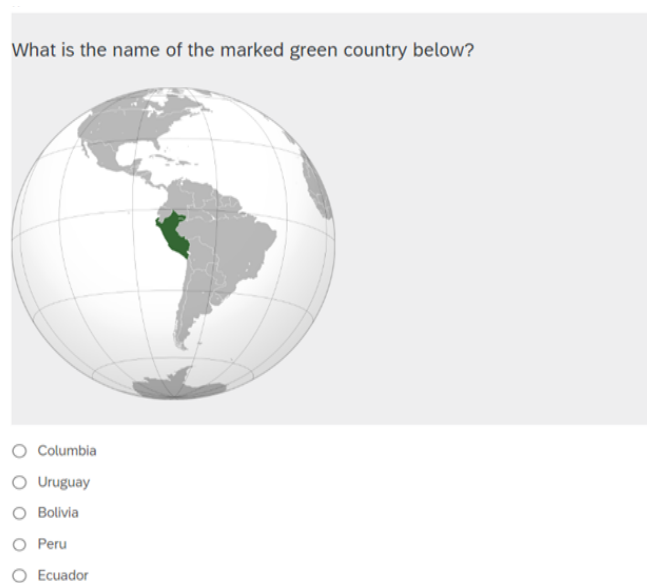 What is the name of the marked green country below?
Columbia
Uruguay
Bolivia
Peru
Ecuador